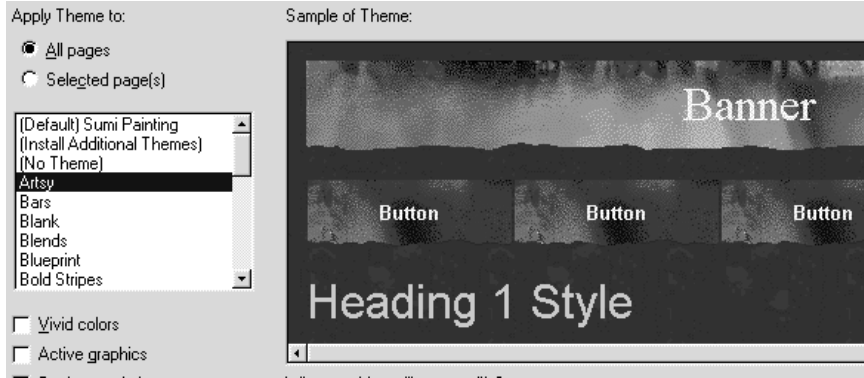 Apply Theme to:
All pages
Selected page(s)
(Default) Sumi Painting
(Install Additional Themes)
(No Theme)
Artsy
Bars
Blank
Blends
Blueprint
Bold Stripes
Vivid colors
Active graphics
Sample of Theme:
Banner
Button Button Button
Heading 1 Style